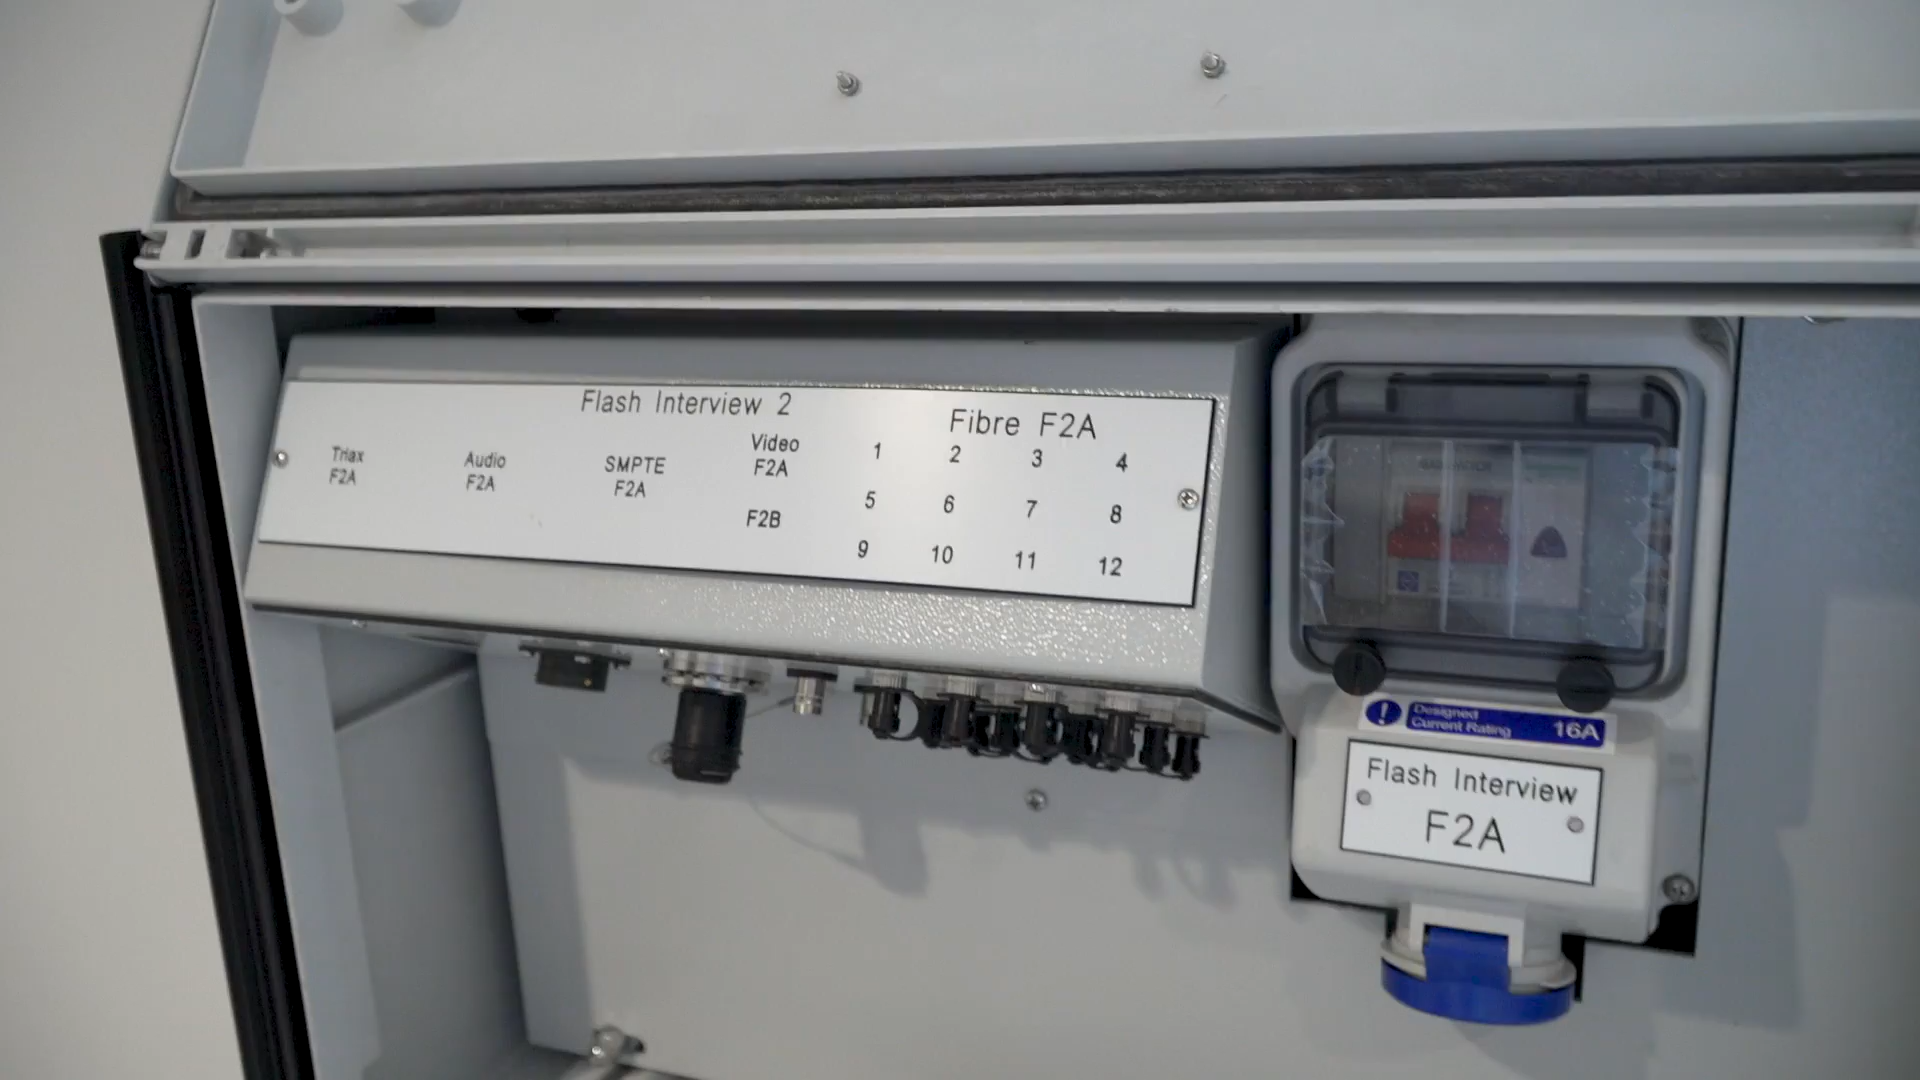 Flash Interview 2
Triax
F2A
Audio
F2A
SMPTE
F2A
Video
F2A
F2B
Fibre F2A
1 2 3 4
5 6 7 8
9 10 11 12
! Designed
Current Rating 16A
Flash Interview
F2A